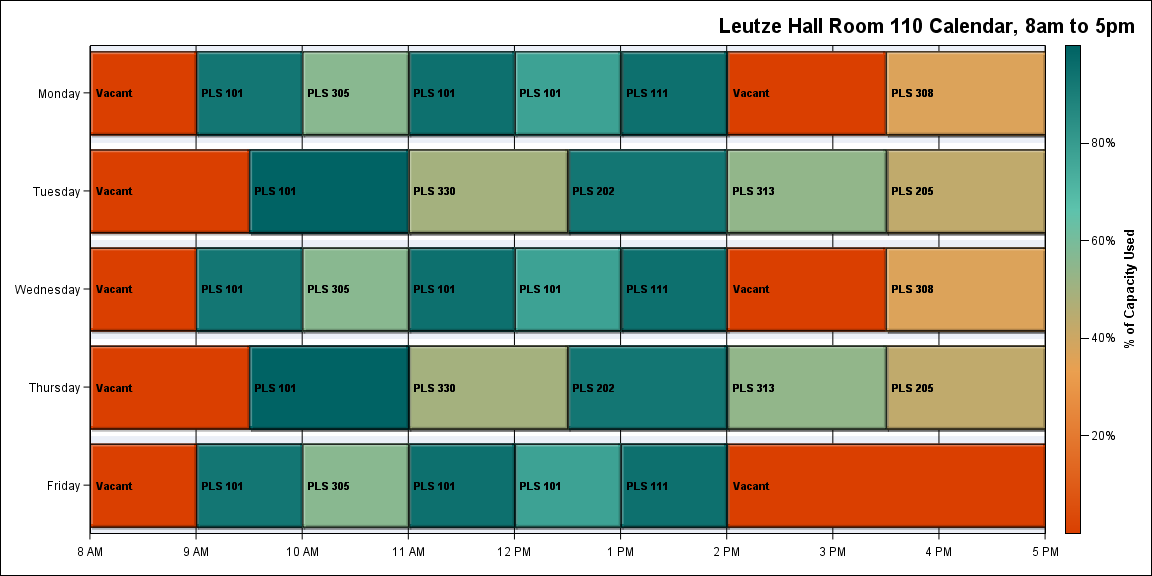 Leutze Hall Room 110 Calendar, 8am to 5pm
Monday
Vacant
PLS 101
PLS 305
PLS 101
PLS 101
PLS 111
Vacant
PLS 308
Tuesday
Vacant
PLS 101
PLS 330
PLS 202
PLS 313
PLS 205
Wednesday
Vacant
PLS 101
PLS 305
PLS 101
PLS 101
PLS 111
Vacant
PLS 308
Thursday
Vacant
PLS 101
PLS 330
PLS 202
PLS 313
PLS 205
Friday
Vacant
PLS 101
PLS 305
PLS 101
PLS 101
PLS 111
Vacant
8 AM
9 AM
10 AM
11 AM
12 PM
1 PM
2 PM
3 PM
4 PM
5 PM
80%
60%
40%
20%
% of Capacity Used